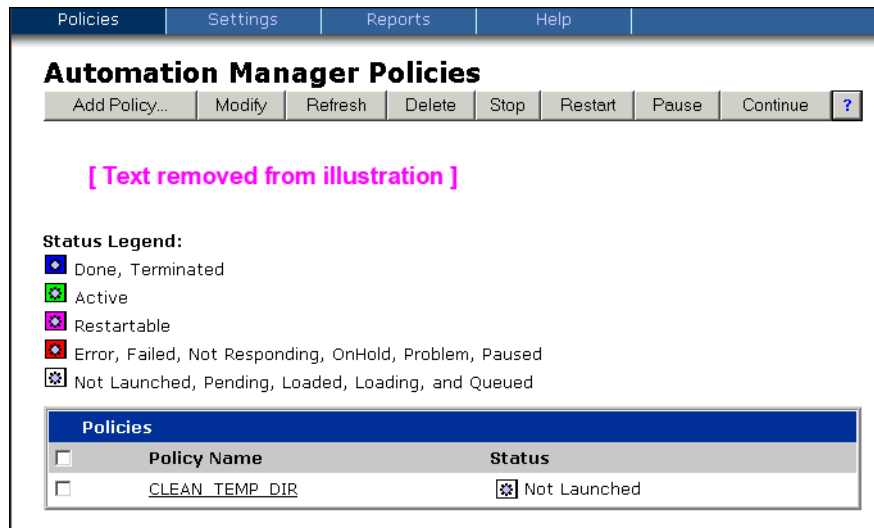 Policies Settings Reports Help
Automation Manager Policies
Add Policy... Modify Refresh Delete Stop Restart Pause Continue ?
[ Text removed from illustration ]
Status Legend:
Done, Terminated
Active
Restartable
Error, Failed, Not Responding, OnHold, Problem, Paused
Not Launched, Pending, Loaded, Loading, and Queued
Policies
Policy Name Status
CLEAN_TEMP_DIR Not Launched